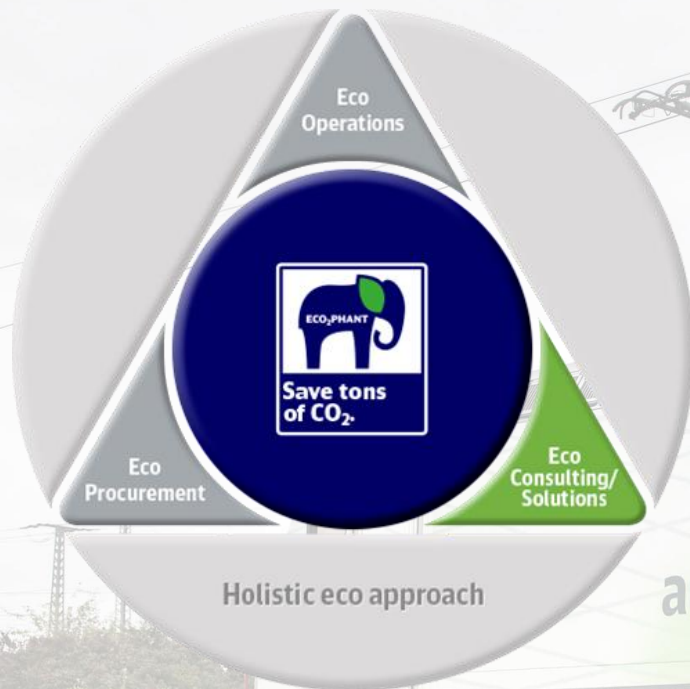 Eco
Operations
ECO₂PHANT
Save tons
of CO₂.
Eco
Procurement
Eco
Consulting/
Solutions
Holistic eco approach
a